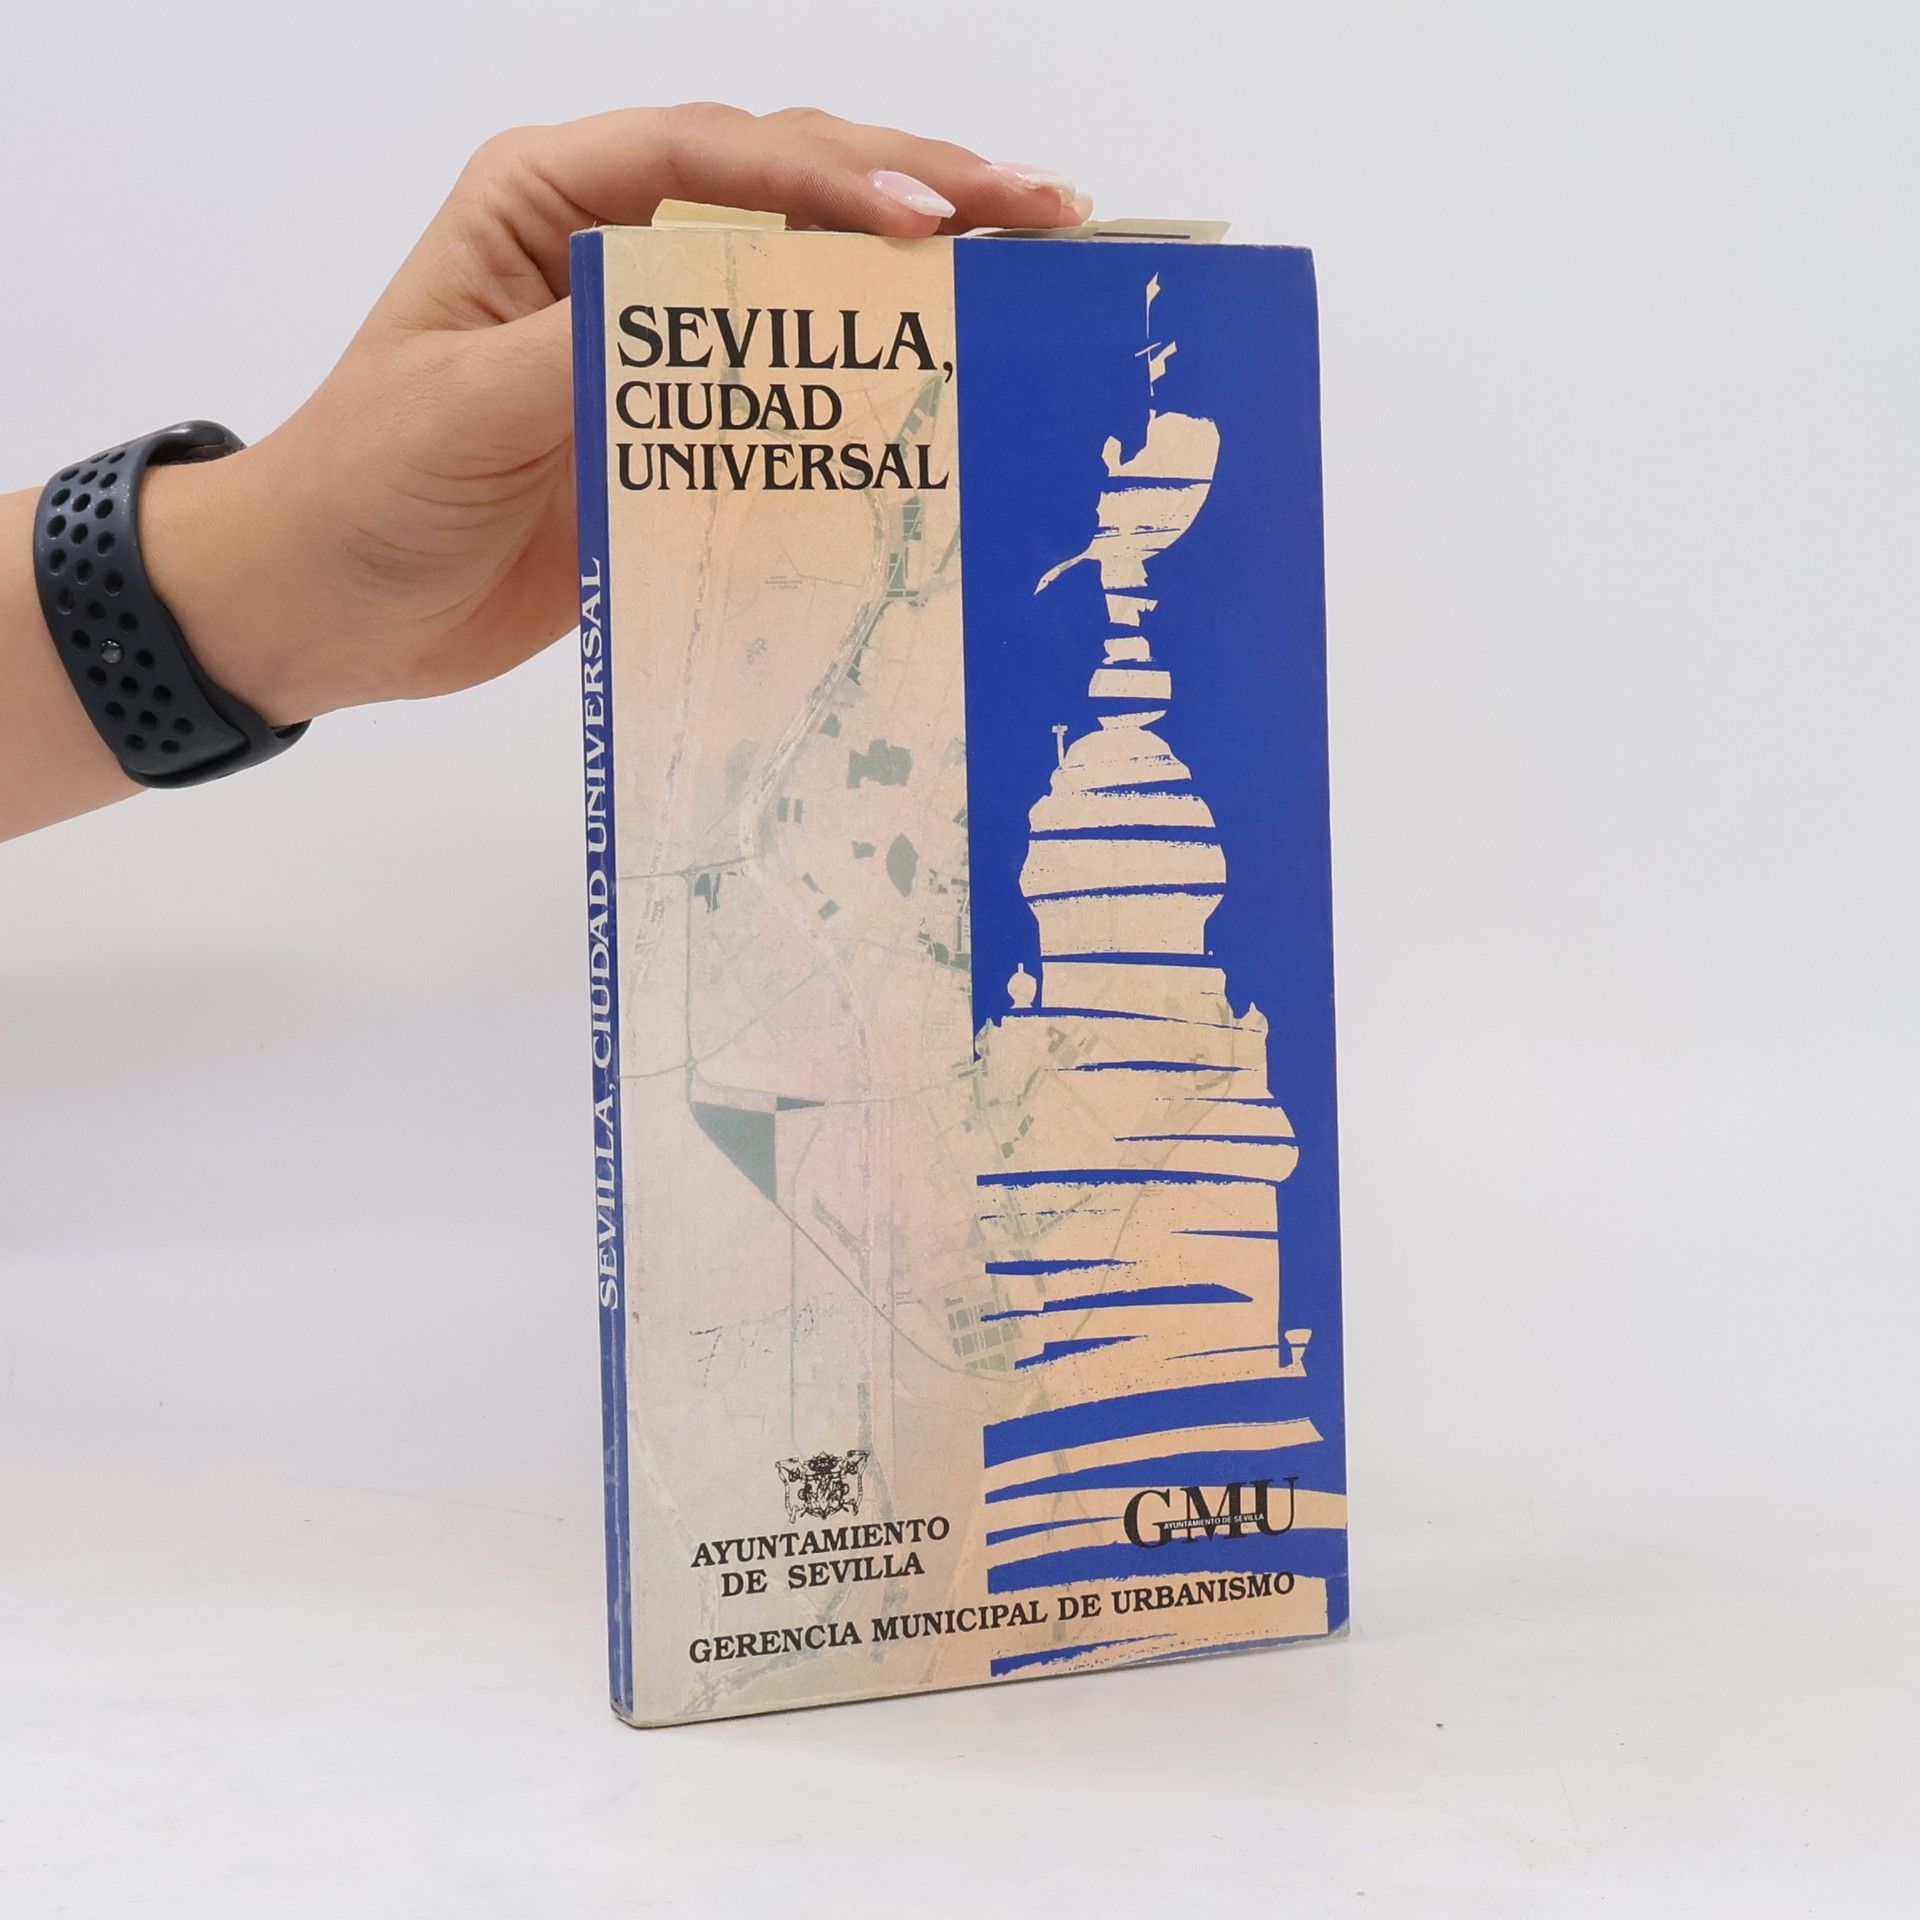 SEVILLA,
CIUDAD
UNIVERSAL
SEVILLA, CIUDAD UNIVERSAL
AYUNTAMIENTO
DE SEVILLA
GMU
AYUNTAMIENTO DE SEVILLA
GERENCIA MUNICIPAL DE URBANISMO